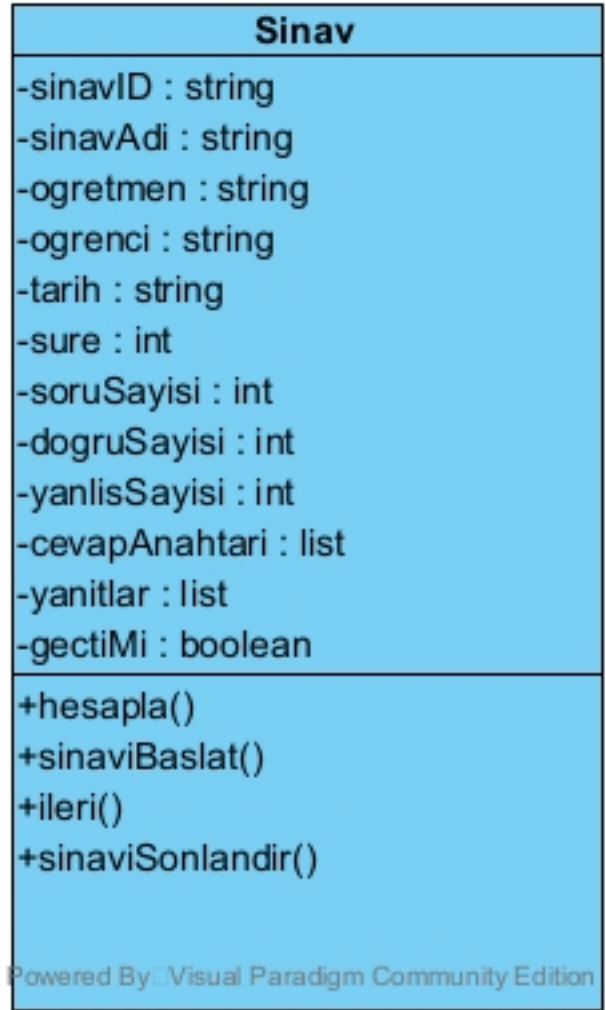 Sinav
-sinavID : string
-sinavAdi : string
-ogretmen : string
-ogrenci : string
-tarih : string
-sure : int
-soruSayisi : int
-dogruSayisi : int
-yanlisSayisi : int
-cevapAnahtari : list
-yanitlar : list
-gectiMi : boolean
+hesapla()
+sinaviBaslat()
+ileri()
+sinaviSonlandir()
Powered By□Visual Paradigm Community Edition